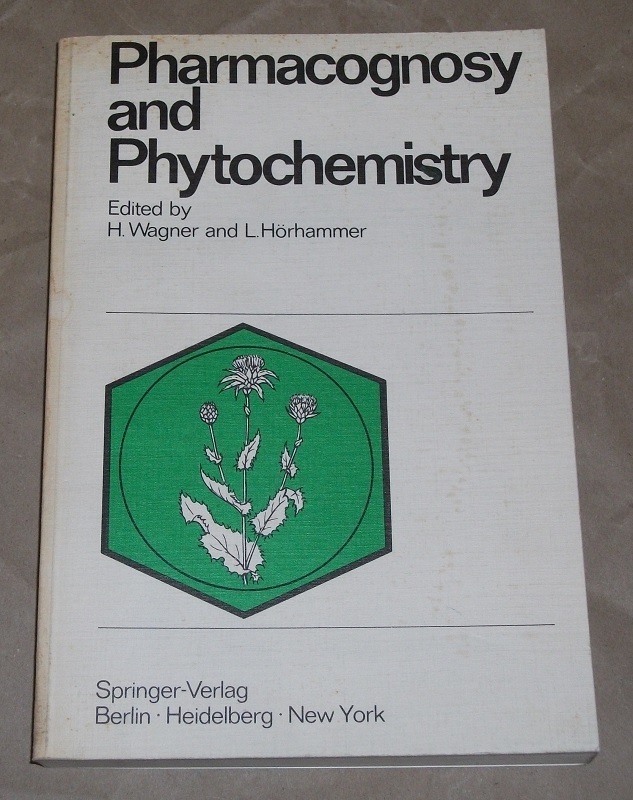 Pharmacognosy
and
Phytochemistry
Edited by
H. Wagner and L. Hörhammer
Springer-Verlag
Berlin · Heidelberg · New York